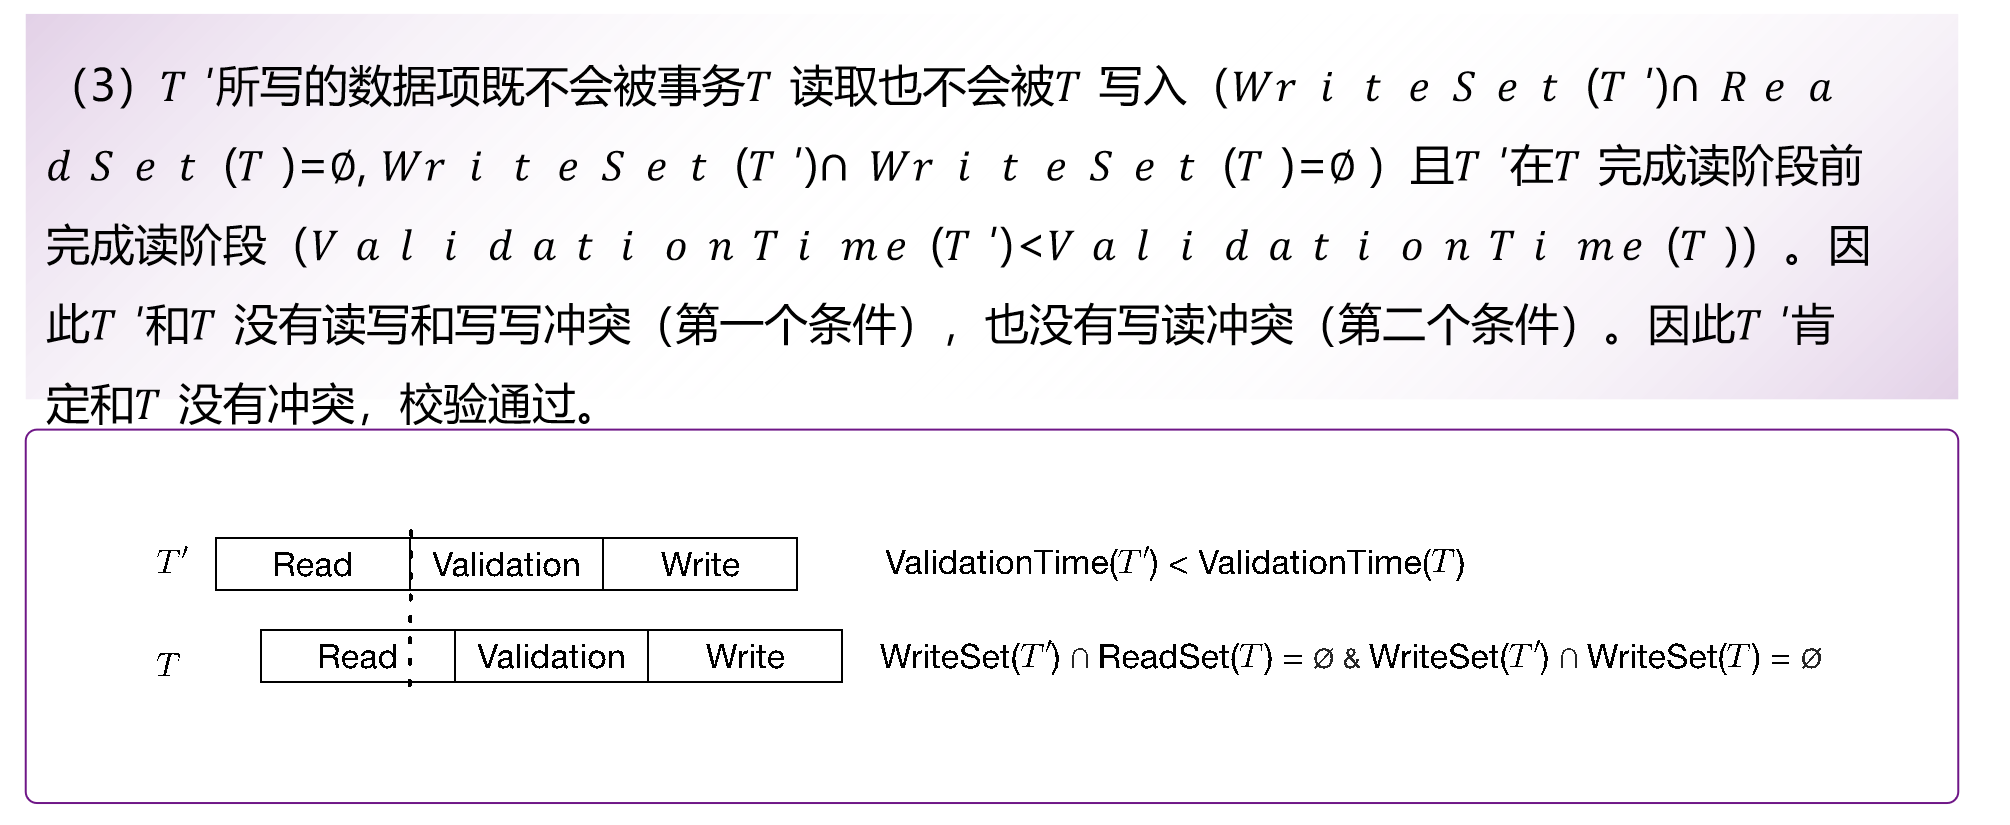 （3）T ′所写的数据项既不会被事务T 读取也不会被T 写入（WriteSet(T ′)∩ Rea
dSet(T )=∅, WriteSet(T ′)∩ WriteSet(T )=∅ ）且T ′在T 完成读阶段前
完成读阶段（ValidationTime(T ′)<ValidationTime(T )）。因
此T ′和T 没有读写和写写冲突（第一个条件），也没有写读冲突（第二个条件）。因此T ′肯
定和T 没有冲突，校验通过。
T′ Read Validation Write ValidationTime(T′) < ValidationTime(T)
T Read Validation Write WriteSet(T′) ∩ ReadSet(T) = ∅ & WriteSet(T′) ∩ WriteSet(T) = ∅